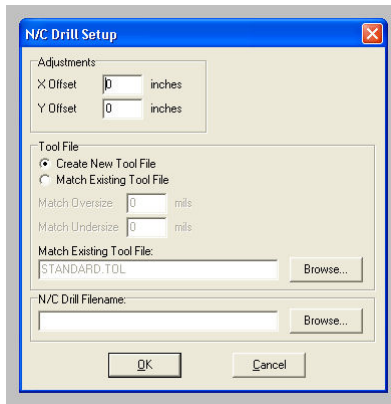 N/C Drill Setup
Adjustments
X Offset 0 inches
Y Offset 0 inches
Tool File
Create New Tool File
Match Existing Tool File
Match Oversize 0 mils
Match Undersize 0 mils
Match Existing Tool File:
STANDARD.TOL Browse...
N/C Drill Filename:
Browse...
OK Cancel